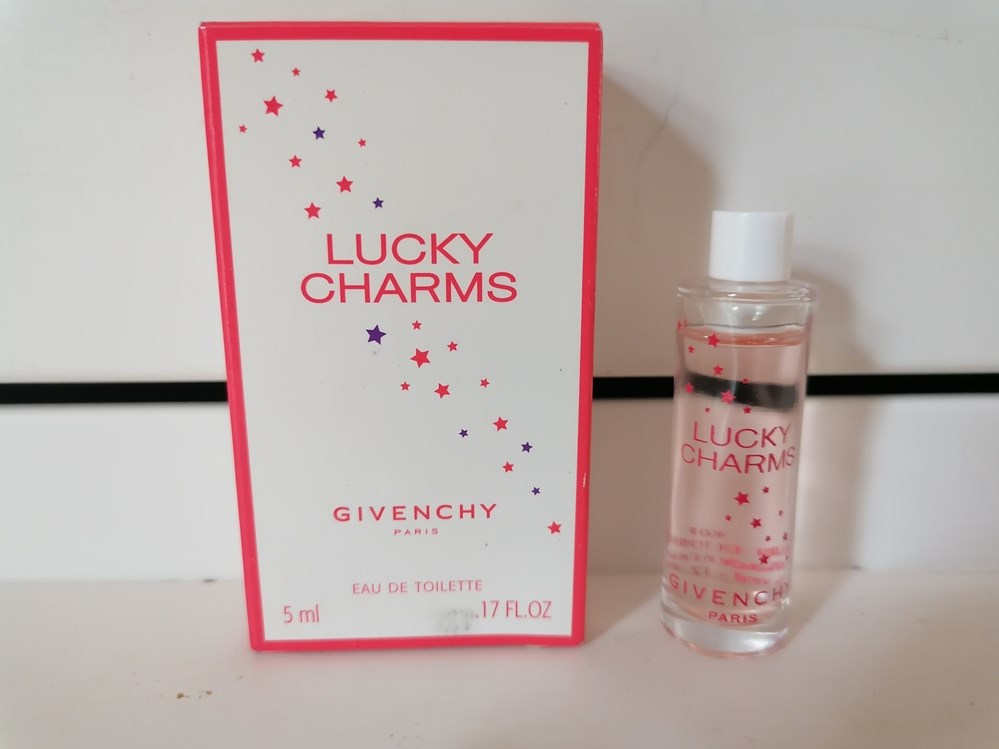 LUCKY
CHARMS
GIVENCHY
PARIS
EAU DE TOILETTE
5 ml .17 FL.OZ
LUCKY
CHARMS
GIVENCHY
PARIS